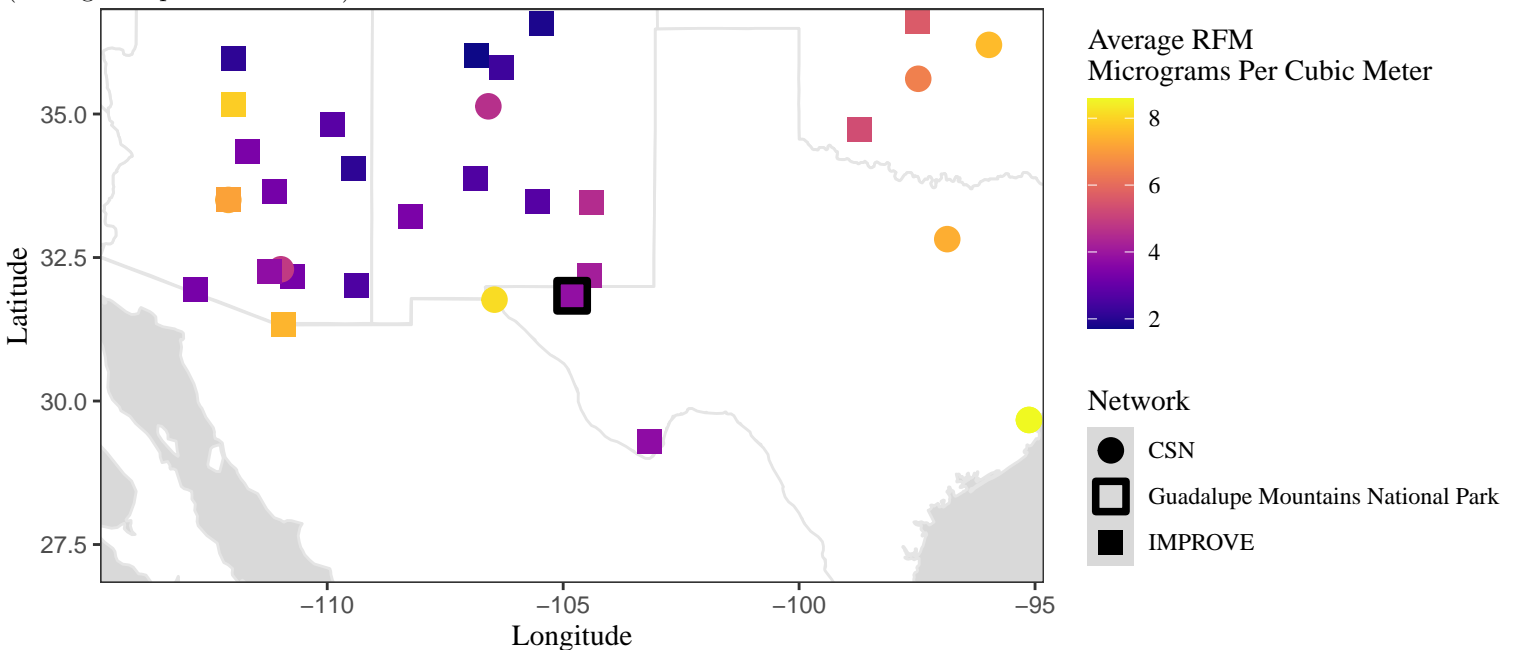 Average RFM
Micrograms Per Cubic Meter
8
6
4
2
Network
CSN
Guadalupe Mountains National Park
IMPROVE
Latitude
35.0
32.5
30.0
27.5
−110
−105
−100
−95
Longitude